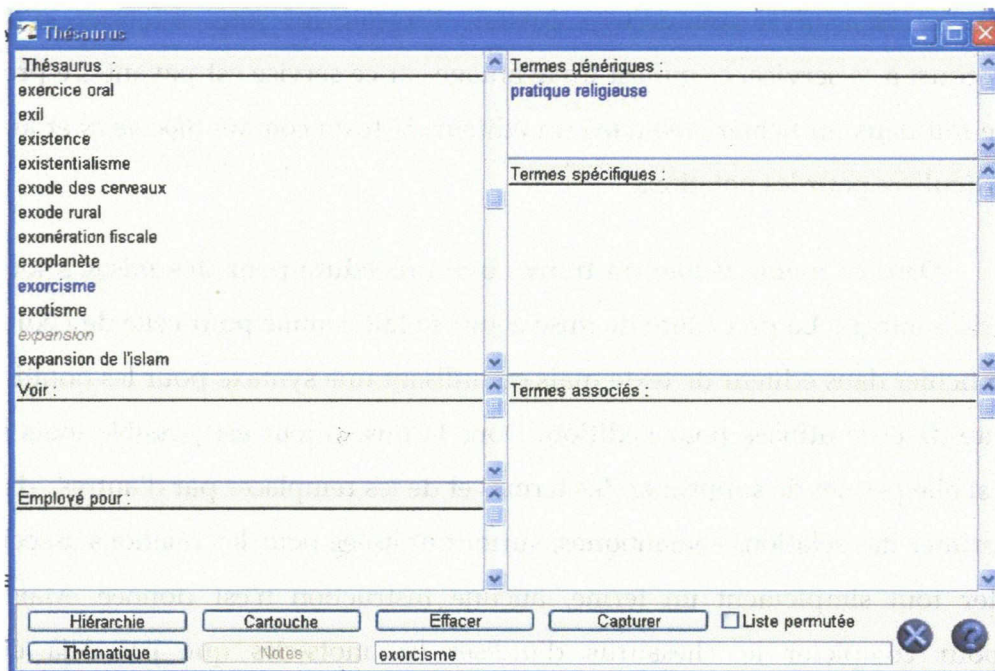 Thésaurus
Thésaurus :
exercice oral
exil
existence
existentialisme
exode des cerveaux
exode rural
exonération fiscale
exoplanète
exorcisme
exotisme
expansion
expansion de l'islam
Termes génériques :
pratique religieuse
Termes spécifiques :
Voir :
Employé pour :
Termes associés :
Hiérarchie
Cartouche
Effacer
Capturer
Liste permutée
Thématique
Notes
exorcisme